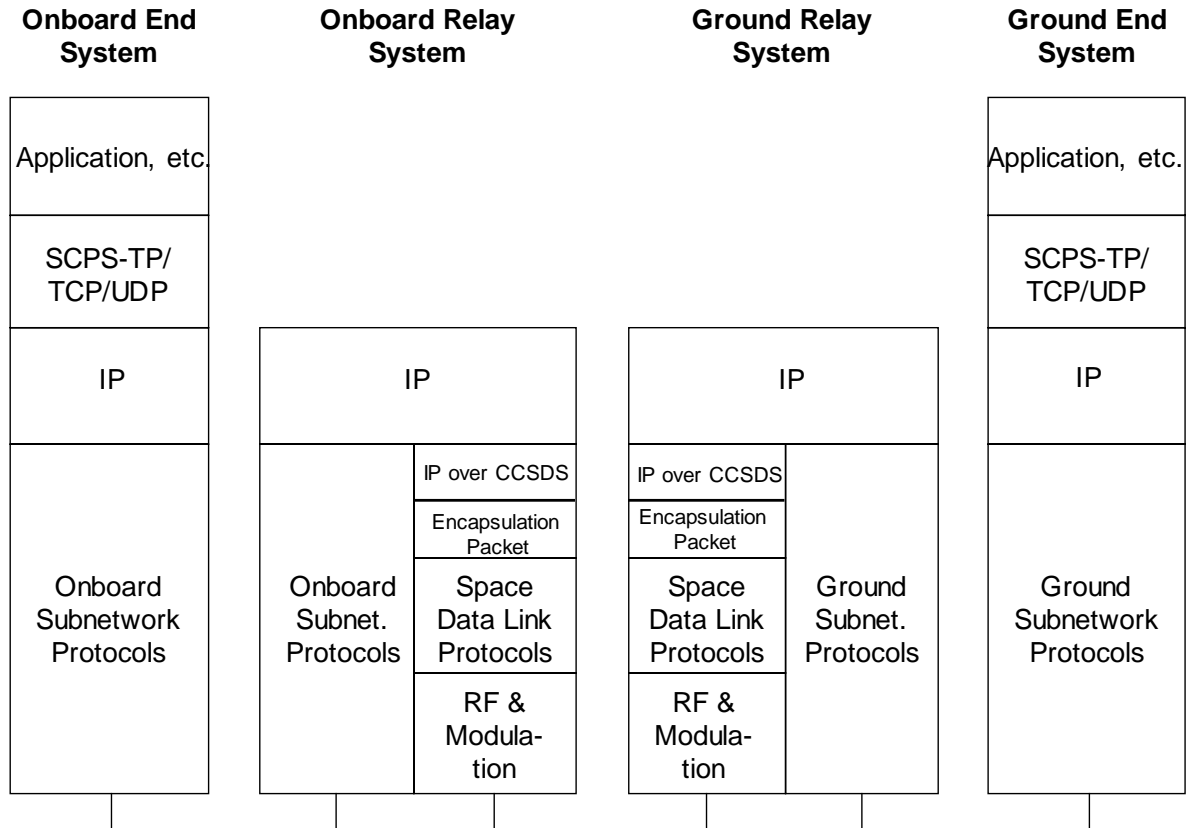 Onboard End
System
Onboard Relay
System
Ground Relay
System
Ground End
System
Application, etc.
SCPS-TP/
TCP/UDP
IP
Onboard
Subnetwork
Protocols
IP
Onboard
Subnet.
Protocols
IP over CCSDS
Encapsulation
Packet
Space
Data Link
Protocols
RF &
Modula-
tion
IP
IP over CCSDS
Encapsulation
Packet
Space
Data Link
Protocols
RF &
Modula-
tion
Ground
Subnet.
Protocols
Application, etc.
SCPS-TP/
TCP/UDP
IP
Ground
Subnetwork
Protocols